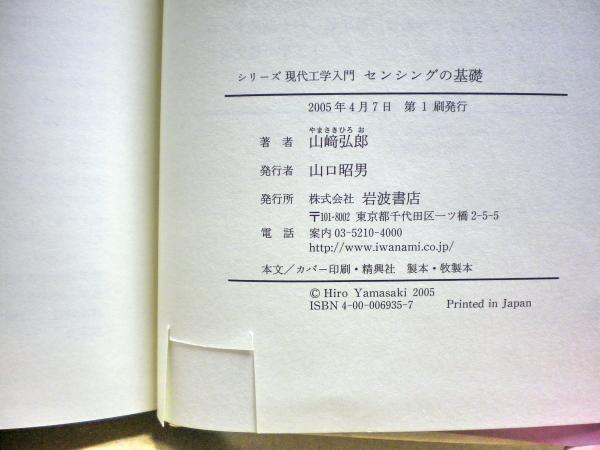 シリーズ 現代工学入門 センシングの基礎
2005年4月7日 第1刷発行
やまさきひろ お
著 者 山﨑弘郎
発行者 山口昭男
発行所 株式会社 岩波書店
〒101-8002 東京都千代田区一ツ橋2-5-5
電 話 案内 03-5210-4000
http://www.iwanami.co.jp/
本文/カバー印刷・精興社 製本・牧製本
© Hiro Yamasaki 2005
ISBN 4-00-006935-7 Printed in Japan